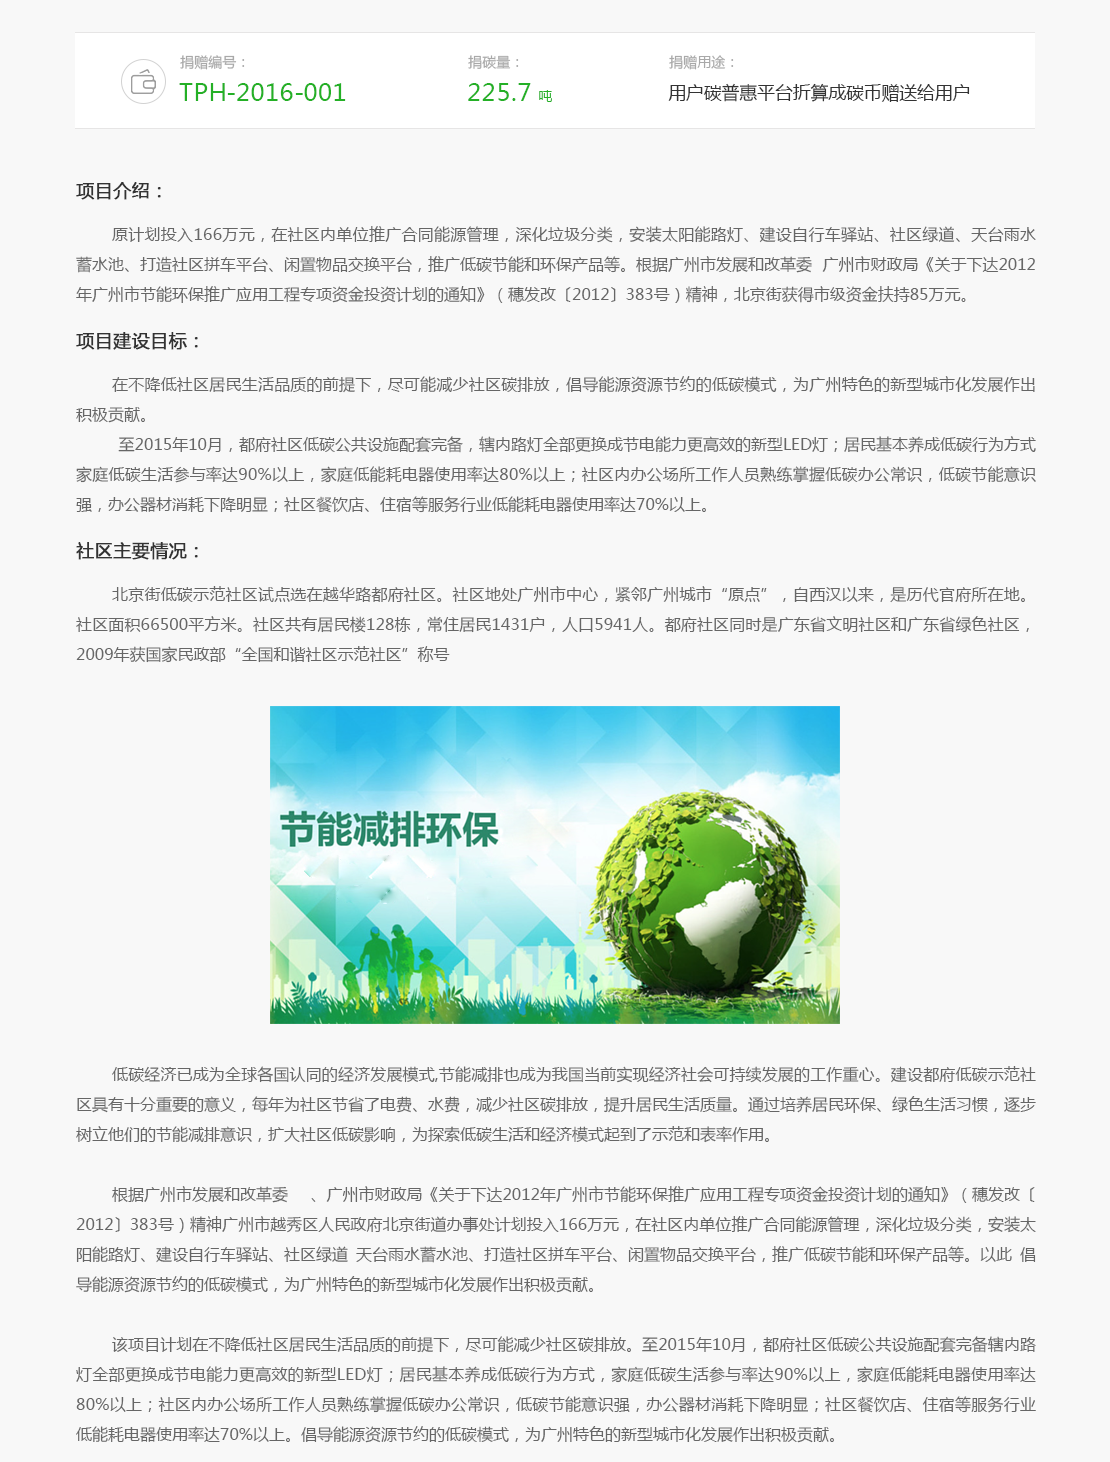 捐赠编号：
TPH-2016-001
捐碳量：
225.7 吨
捐赠用途：
用户碳普惠平台折算成碳币赠送给用户
项目介绍：
原计划投入166万元，在社区内单位推广合同能源管理，深化垃圾分类，安装太阳能路灯、建设自行车驿站、社区绿道、天台雨水
蓄水池、打造社区拼车平台、闲置物品交换平台，推广低碳节能和环保产品等。根据广州市发展和改革委 广州市财政局《关于下达2012
年广州市节能环保推广应用工程专项资金投资计划的通知》（穗发改〔2012〕383号）精神，北京街获得市级资金扶持85万元。
项目建设目标：
在不降低社区居民生活品质的前提下，尽可能减少社区碳排放，倡导能源资源节约的低碳模式，为广州特色的新型城市化发展作出
积极贡献。
至2015年10月，都府社区低碳公共设施配套完备，辖内路灯全部更换成节电能力更高效的新型LED灯；居民基本养成低碳行为方式
家庭低碳生活参与率达90%以上，家庭低能耗电器使用率达80%以上；社区内办公场所工作人员熟练掌握低碳办公常识，低碳节能意识
强，办公器材消耗下降明显；社区餐饮店、住宿等服务行业低能耗电器使用率达70%以上。
社区主要情况：
北京街低碳示范社区试点选在越华路都府社区。社区地处广州市中心，紧邻广州城市“原点”，自西汉以来，是历代官府所在地。
社区面积66500平方米。社区共有居民楼128栋，常住居民1431户，人口5941人。都府社区同时是广东省文明社区和广东省绿色社区，
2009年获国家民政部“全国和谐社区示范社区”称号
节能减排环保
低碳经济已成为全球各国认同的经济发展模式,节能减排也成为我国当前实现经济社会可持续发展的工作重心。建设都府低碳示范社
区具有十分重要的意义，每年为社区节省了电费、水费，减少社区碳排放，提升居民生活质量。通过培养居民环保、绿色生活习惯，逐步
树立他们的节能减排意识，扩大社区低碳影响，为探索低碳生活和经济模式起到了示范和表率作用。
根据广州市发展和改革委 、广州市财政局《关于下达2012年广州市节能环保推广应用工程专项资金投资计划的通知》（穗发改〔
2012〕383号）精神广州市越秀区人民政府北京街道办事处计划投入166万元，在社区内单位推广合同能源管理，深化垃圾分类，安装太
阳能路灯、建设自行车驿站、社区绿道 天台雨水蓄水池、打造社区拼车平台、闲置物品交换平台，推广低碳节能和环保产品等。以此 倡
导能源资源节约的低碳模式，为广州特色的新型城市化发展作出积极贡献。
该项目计划在不降低社区居民生活品质的前提下，尽可能减少社区碳排放。至2015年10月，都府社区低碳公共设施配套完备辖内路
灯全部更换成节电能力更高效的新型LED灯；居民基本养成低碳行为方式，家庭低碳生活参与率达90%以上，家庭低能耗电器使用率达
80%以上；社区内办公场所工作人员熟练掌握低碳办公常识，低碳节能意识强，办公器材消耗下降明显；社区餐饮店、住宿等服务行业
低能耗电器使用率达70%以上。倡导能源资源节约的低碳模式，为广州特色的新型城市化发展作出积极贡献。